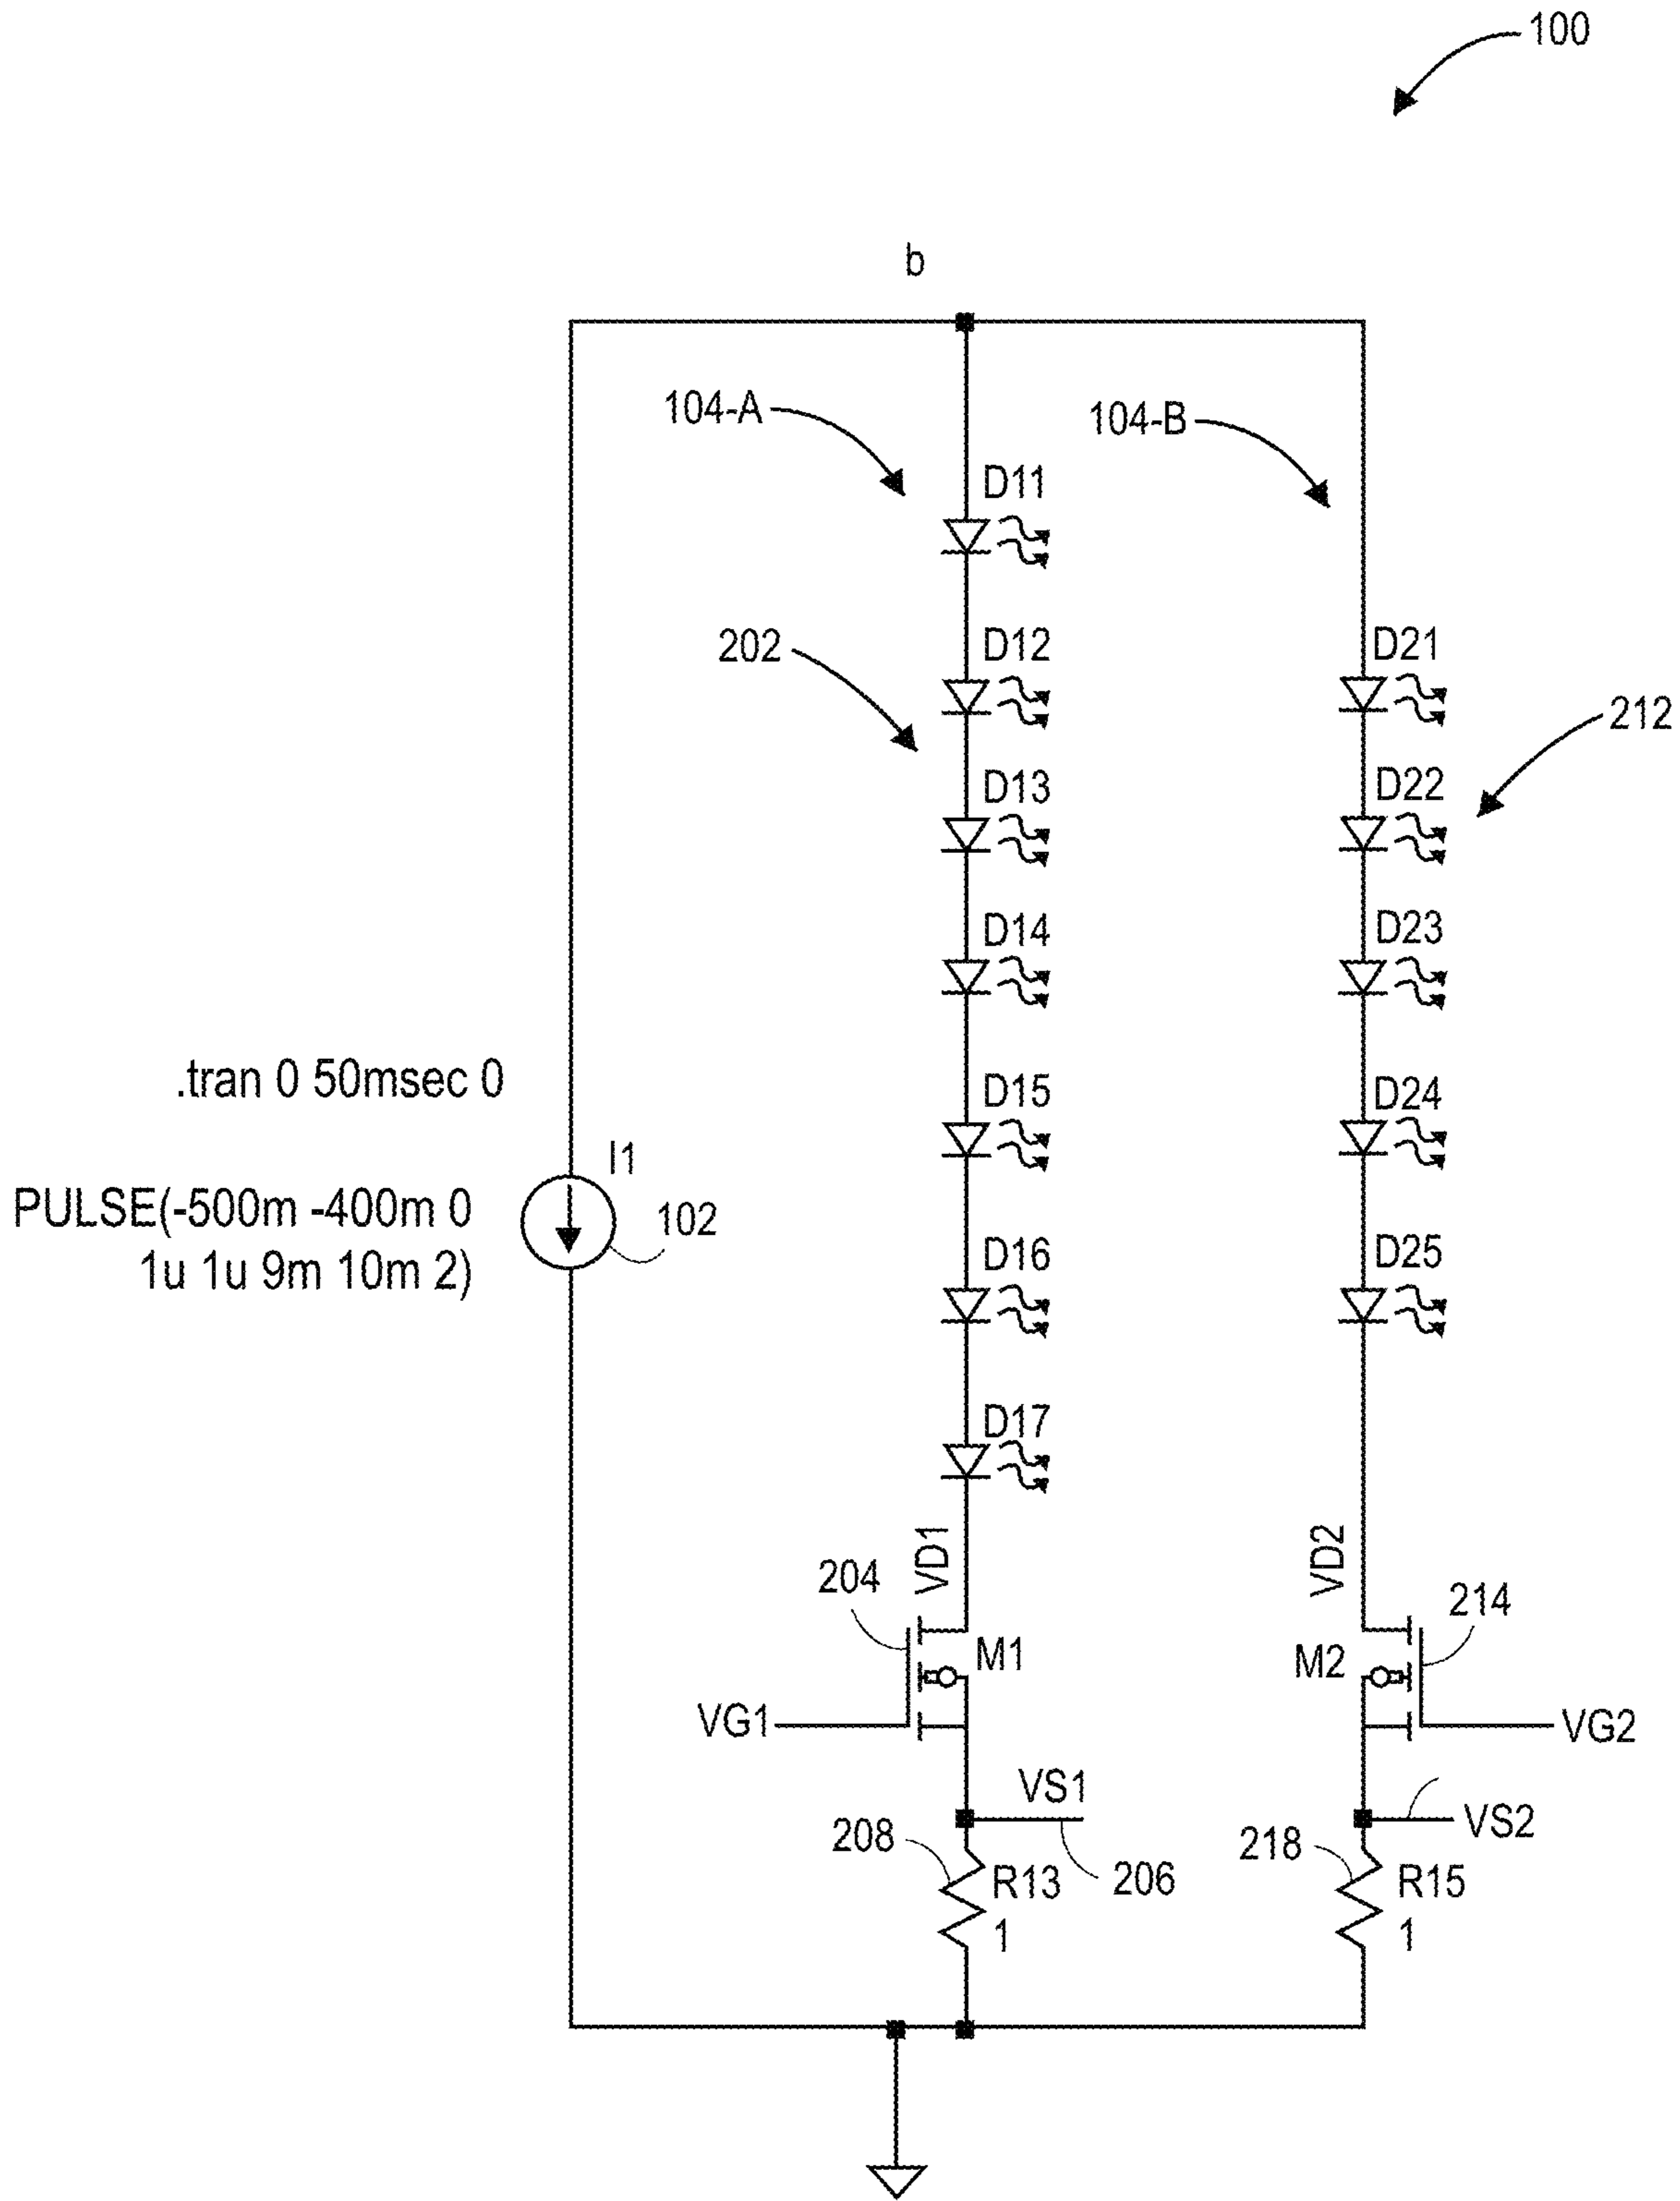 100
b
104-A
104-B
D11
202
D12
D21
212
D13
D22
D14
D23
.tran 0 50msec 0
D15
D24
I1
PULSE(-500m -400m 0
1u 1u 9m 10m 2)
102
D16
D25
D17
VD1
VD2
204
214
M1
M2
VG1
VG2
VS1
VS2
208
R13
1
206
218
R15
1